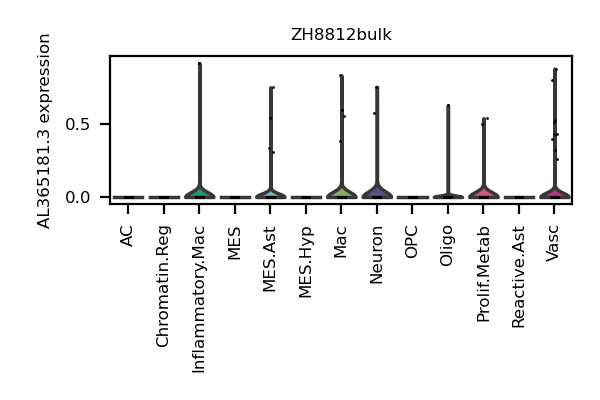 ZH8812bulk
AL365181.3 expression
0.5
0.0
AC
Chromatin.Reg
Inflammatory.Mac
MES
MES.Ast
MES.Hyp
Mac
Neuron
OPC
Oligo
Prolif.Metab
Reactive.Ast
Vasc